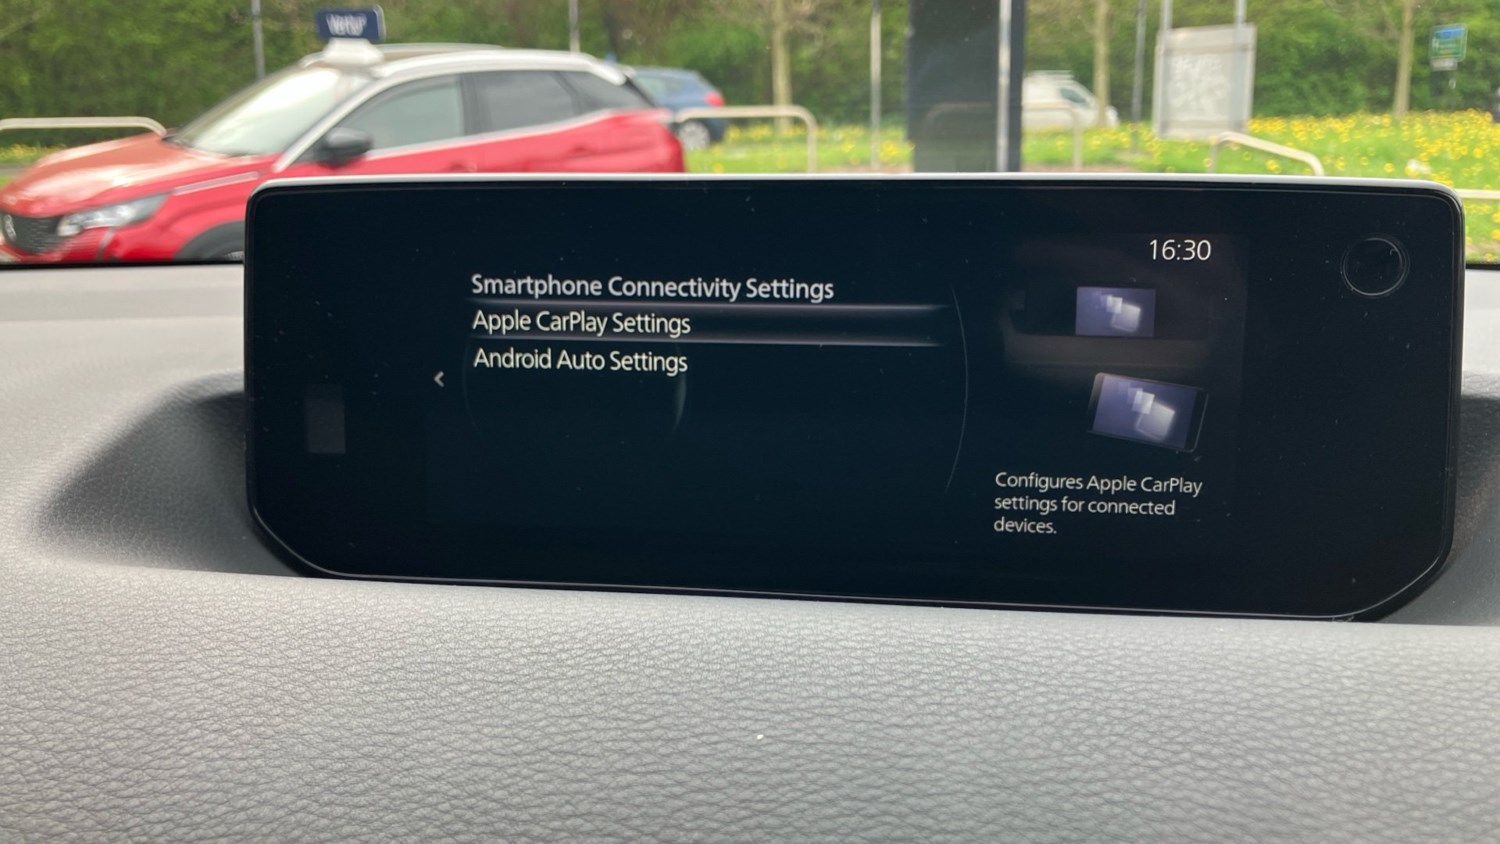 16:30
Smartphone Connectivity Settings
Apple CarPlay Settings
Android Auto Settings
Configures Apple CarPlay
settings for connected
devices.